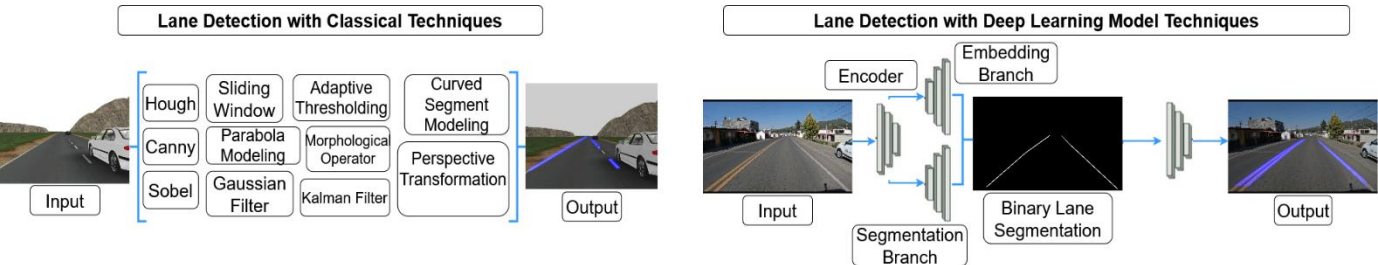 Lane Detection with Classical Techniques
Input
Hough
Canny
Sobel
Sliding
Window
Parabola
Modeling
Gaussian
Filter
Adaptive
Thresholding
Morphological
Operator
Kalman Filter
Curved
Segment
Modeling
Perspective
Transformation
Output
Lane Detection with Deep Learning Model Techniques
Input
Encoder
Embedding
Branch
Segmentation
Branch
Binary Lane
Segmentation
Output